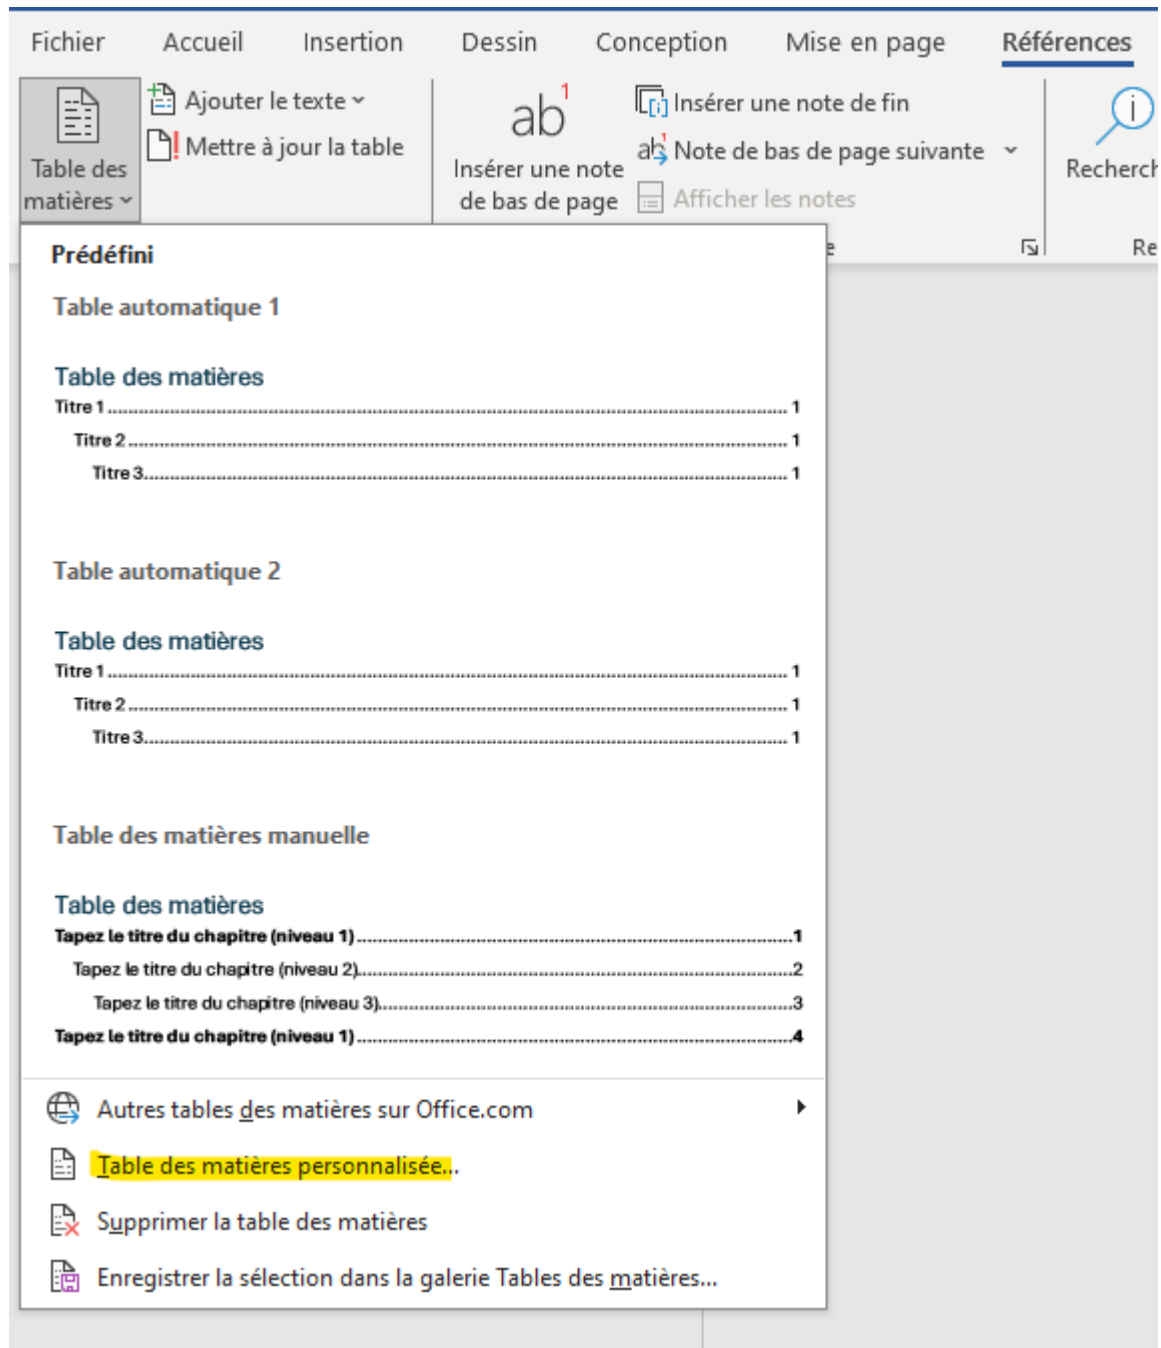 Fichier Accueil Insertion Dessin Conception Mise en page Références
Table des
matières
Ajouter le texte
Mettre à jour la table
ab1
Insérer une note
de bas de page
Insérer une note de fin
Note de bas de page suivante
Afficher les notes
Recherch
Re
Prédéfini
Table automatique 1
Table des matières
Titre 1 1
Titre 2 1
Titre 3 1
Table automatique 2
Table des matières
Titre 1 1
Titre 2 1
Titre 3 1
Table des matières manuelle
Table des matières
Tapez le titre du chapitre (niveau 1) 1
Tapez le titre du chapitre (niveau 2) 2
Tapez le titre du chapitre (niveau 3) 3
Tapez le titre du chapitre (niveau 1) 4
Autres tables des matières sur Office.com
Table des matières personnalisée...
Supprimer la table des matières
Enregistrer la sélection dans la galerie Tables des matières...